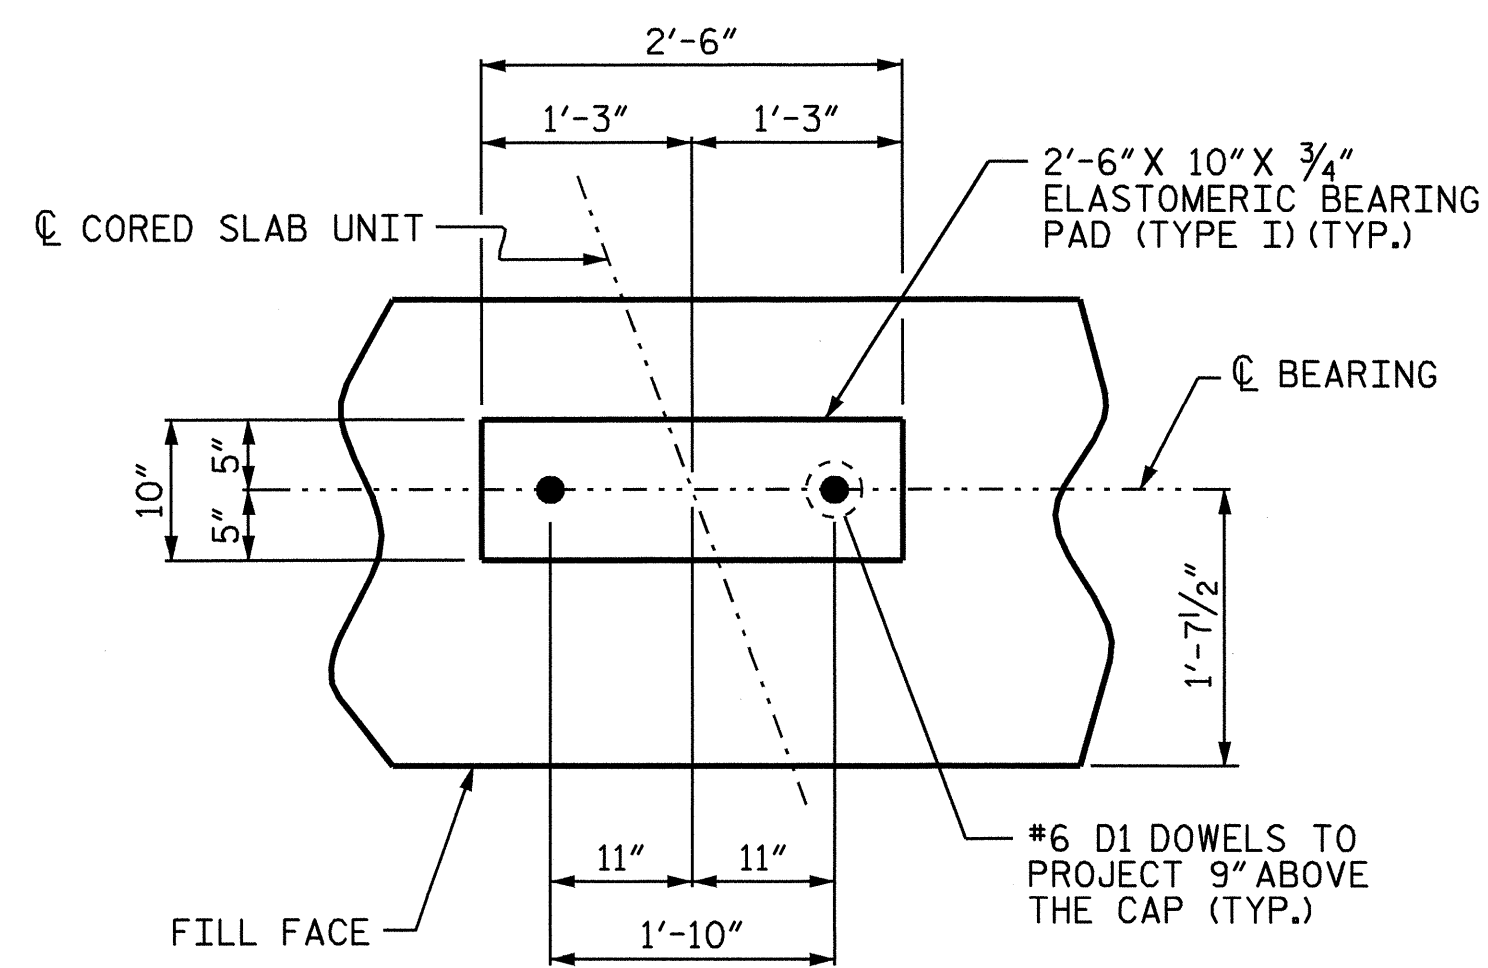 2'-6"
1'-3"
1'-3"
2'-6" X 10" X 3/4"
ELASTOMERIC BEARING
PAD (TYPE I)(TYP.)
℄ CORED SLAB UNIT
℄ BEARING
10"
5"
5"
1'-7 1/2"
#6 D1 DOWELS TO
PROJECT 9" ABOVE
THE CAP (TYP.)
11"
11"
FILL FACE
1'-10"